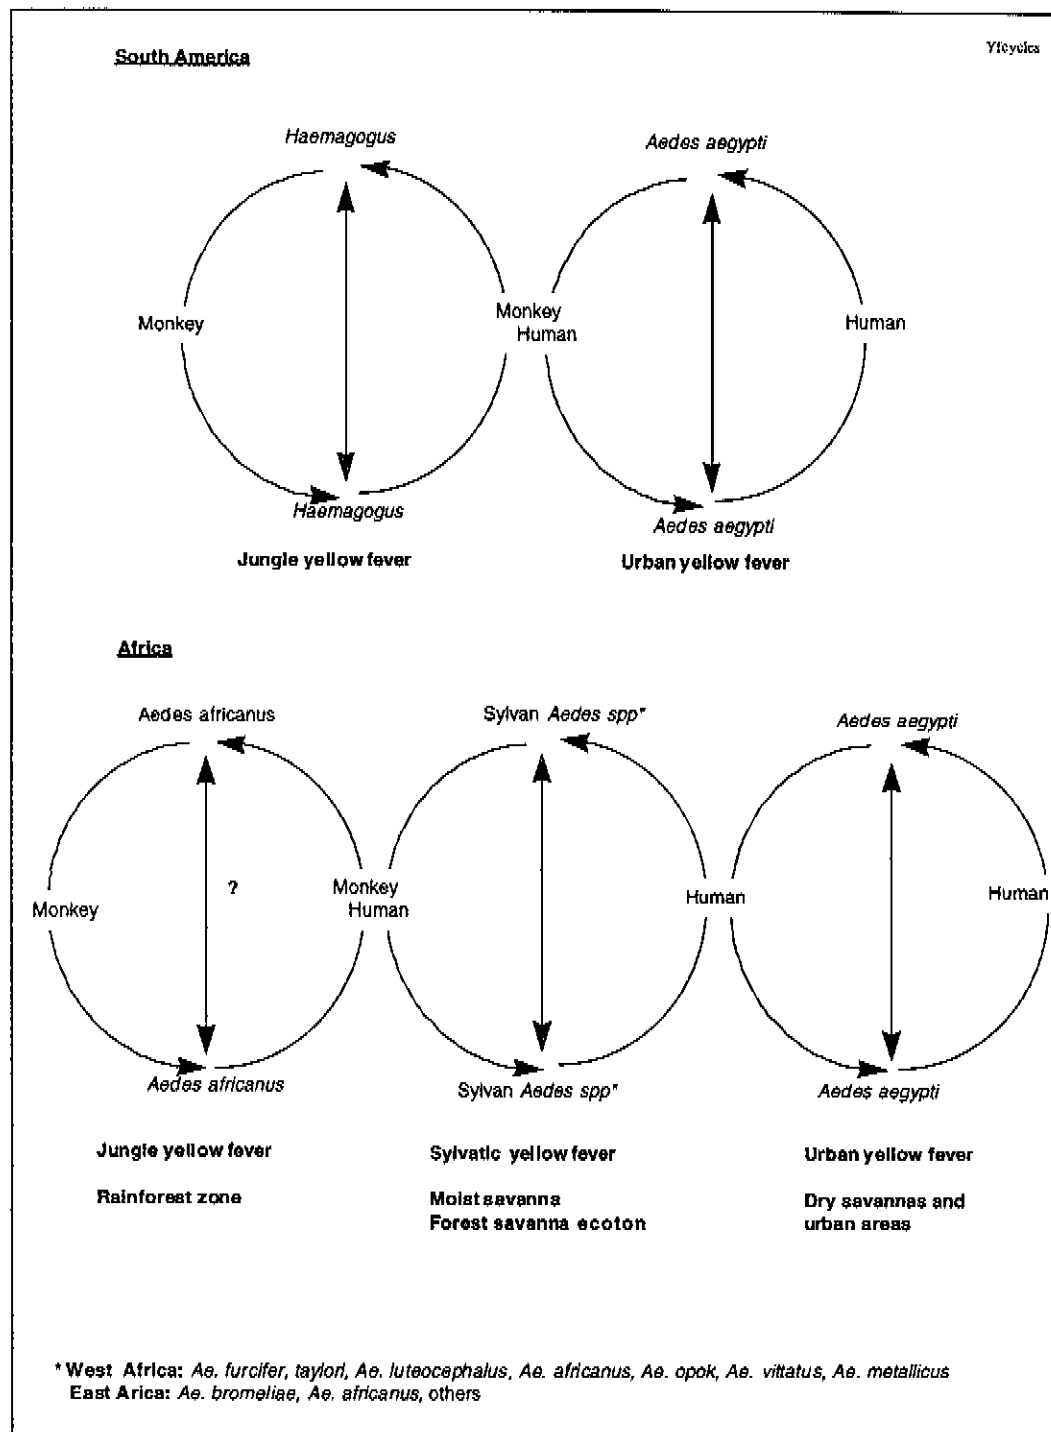 South America
Yfcycles
Haemagogus
Aedes aegypti
Monkey
Monkey
Human
Human
Haemagogus
Aedes aegypti
Jungle yellow fever
Urban yellow fever
Africa
Aedes africanus
Sylvan Aedes spp*
Aedes aegypti
?
Monkey
Monkey
Human
Human
Human
Aedes africanus
Sylvan Aedes spp*
Aedes aegypti
Jungle yellow fever
Sylvatic yellow fever
Urban yellow fever
Rainforest zone
Moist savanna
Forest savanna ecoton
Dry savannas and
urban areas
* West Africa: Ae. furcifer, taylori, Ae. luteocephalus, Ae. africanus, Ae. opok, Ae. vittatus, Ae. metallicus
East Arica: Ae. bromeliae, Ae. africanus, others